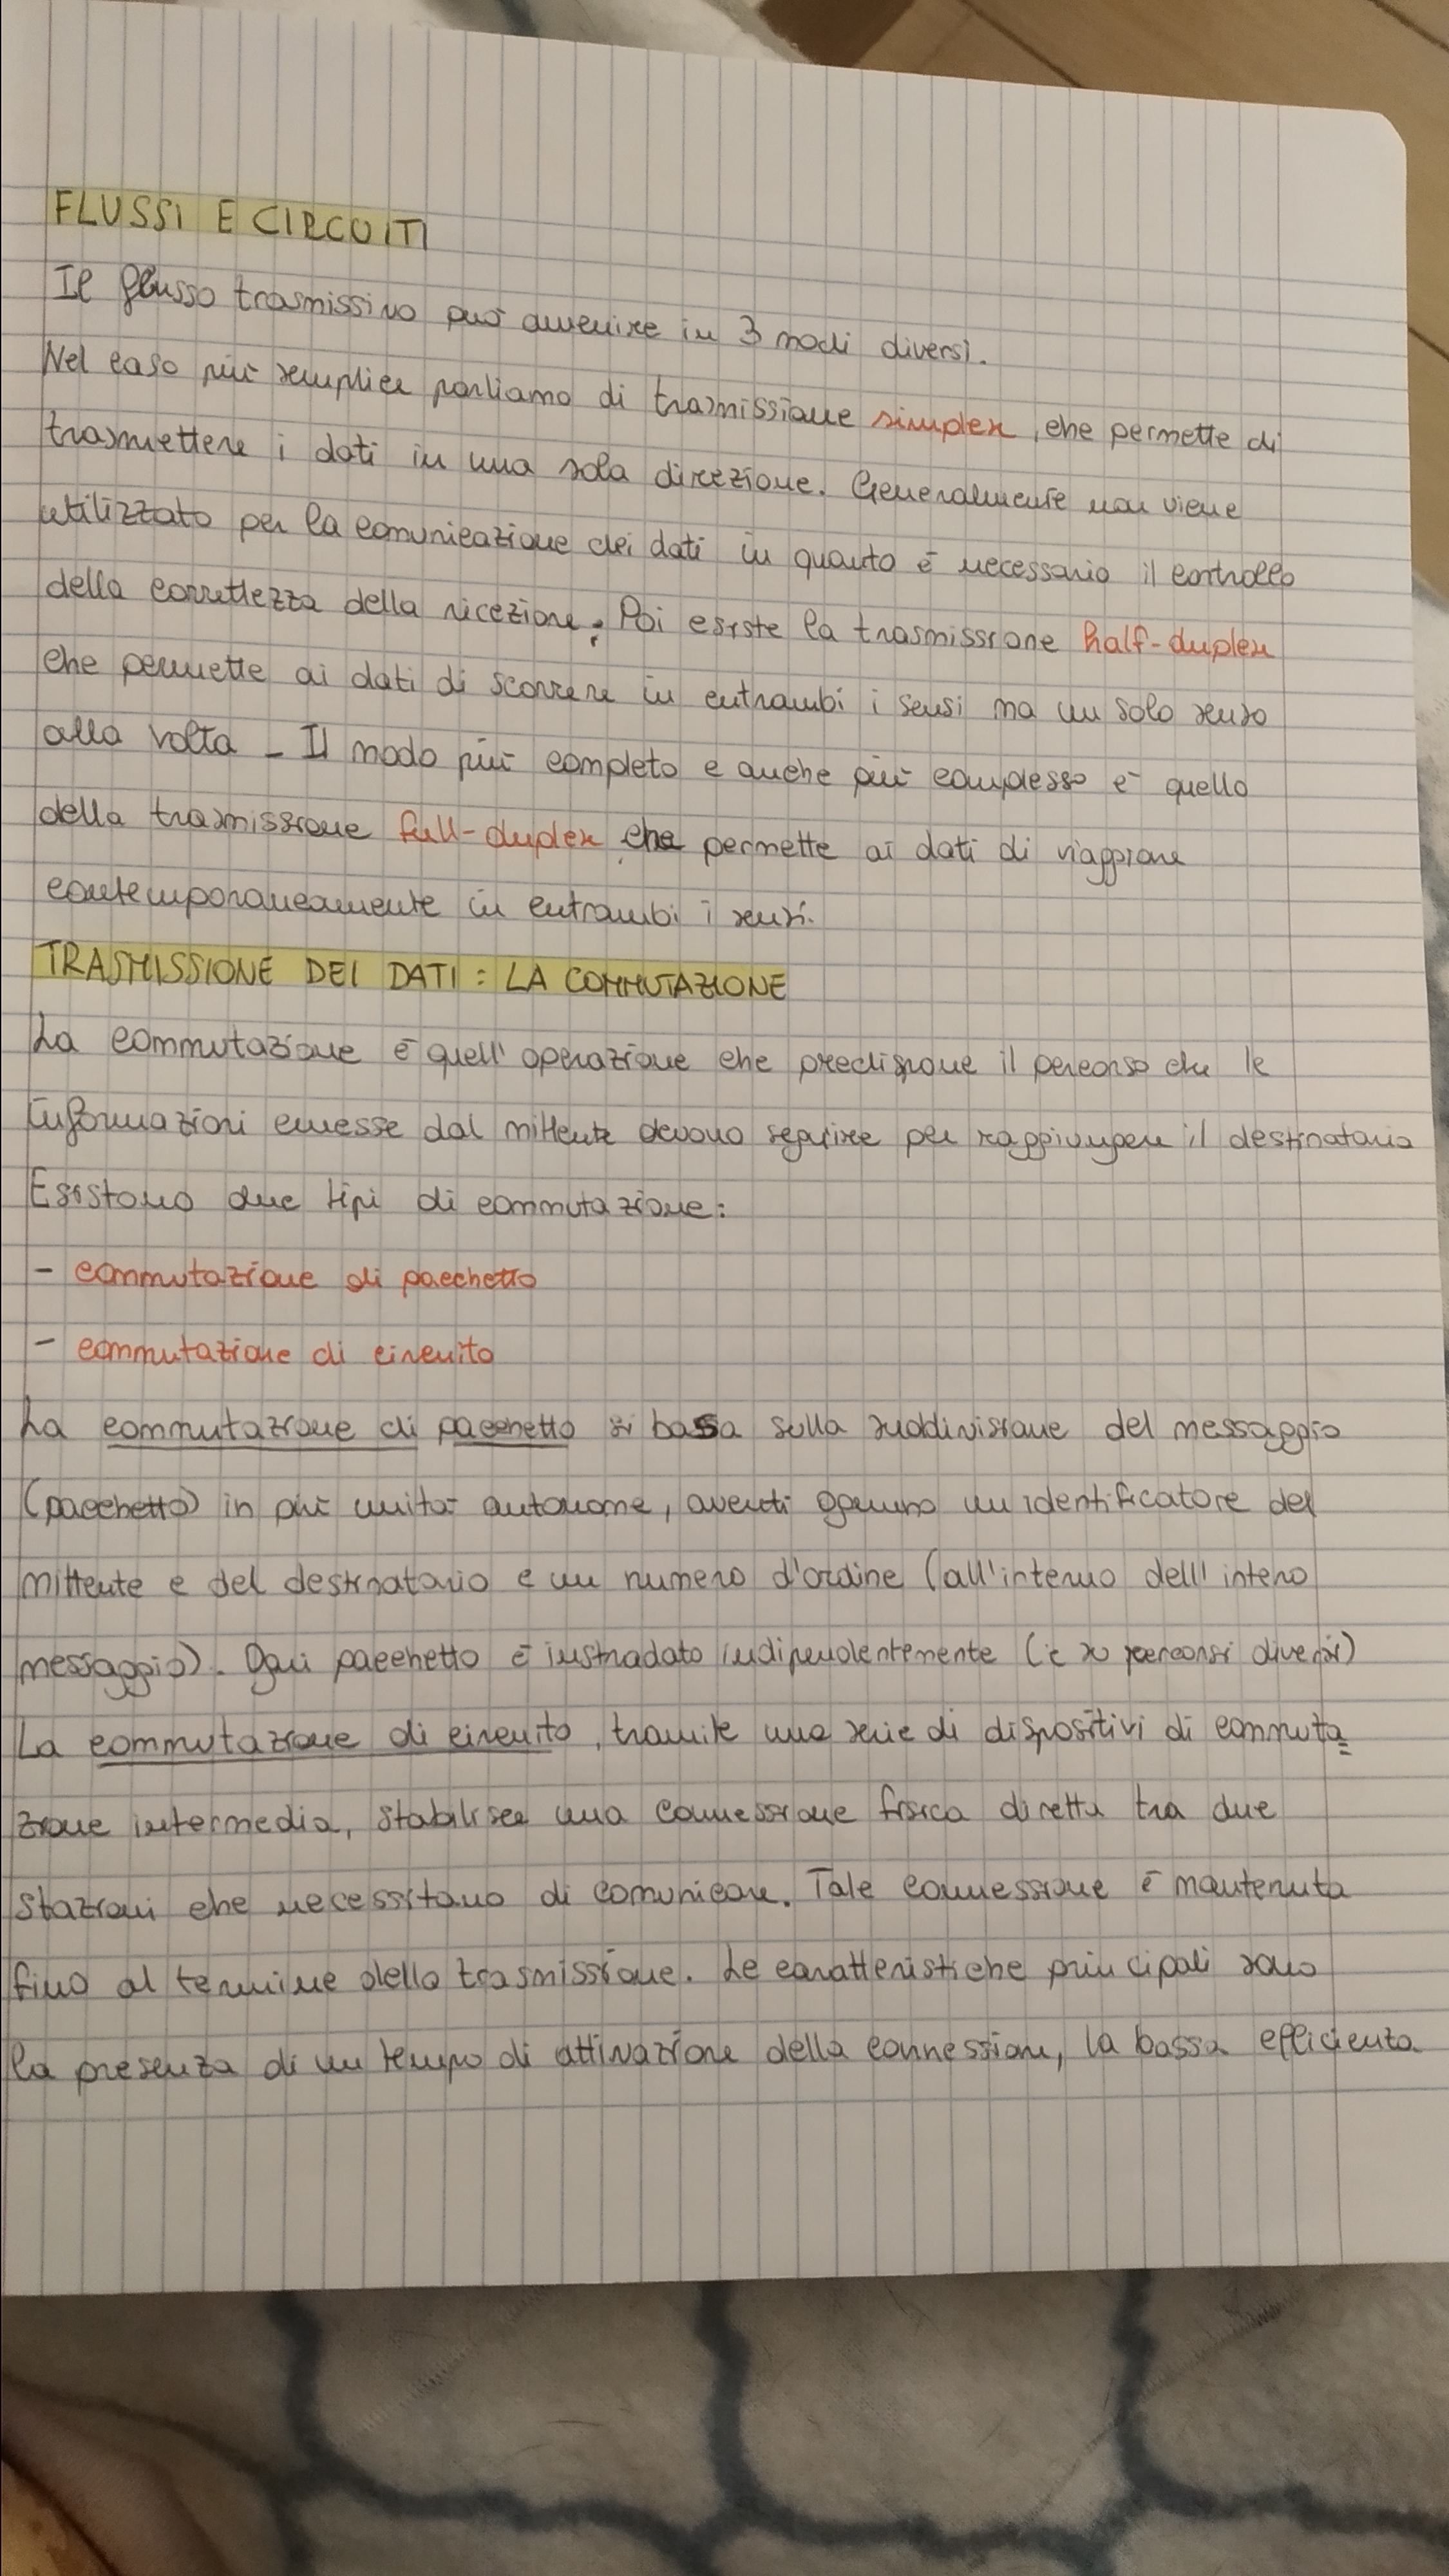 FLUSSI E CIRCUITI
Il flusso trasmissivo può avvenire in 3 modi diversi.
Nel caso più semplice parliamo di trasmissione simplex, che permette di
trasmettere i dati in una sola direzione. Generalmente non viene
utilizzato per la comunicazione dei dati in quanto è necessario il controllo
della correttezza della ricezione. Poi esiste la trasmissione half-duplex
che permette ai dati di scorrere in entrambi i sensi ma un solo senso
alla volta - Il modo più completo e anche più complesso è quello
della trasmissione full-duplex che permette ai dati di viaggiare
contemporaneamente in entrambi i sensi.
TRASMISSIONE DEI DATI: LA COMMUTAZIONE
La commutazione è quell'operazione che predispone il percorso che le
informazioni emesse dal mittente devono seguire per raggiungere il destinatario
Esistono due tipi di commutazione:
- commutazione di pacchetto
- commutazione di circuito
La commutazione di pacchetto si basa sulla suddivisione del messaggio
(pacchetto) in più unità autonome, aventi ognuno un identificatore del
mittente e del destinatario e un numero d'ordine (all'interno dell'intero
messaggio). Ogni pacchetto è instradato indipendentemente (e su percorsi diversi)
La commutazione di circuito, tramite una serie di dispositivi di commuta=
zione intermedia, stabilisce una connessione fisica diretta tra due
stazioni che necessitano di comunicare. Tale connessione è mantenuta
fino al termine della trasmissione. Le caratteristiche principali sono
la presenza di un tempo di attivazione della connessione, la bassa efficienza